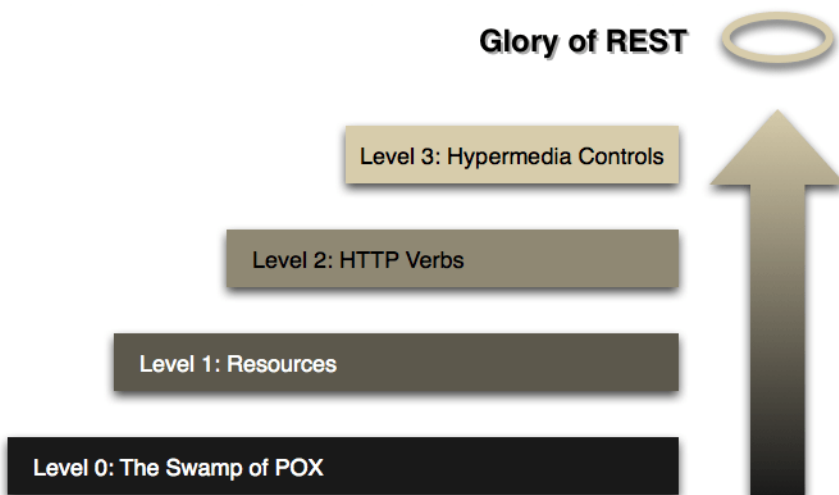 Glory of REST
Level 3: Hypermedia Controls
Level 2: HTTP Verbs
Level 1: Resources
Level 0: The Swamp of POX